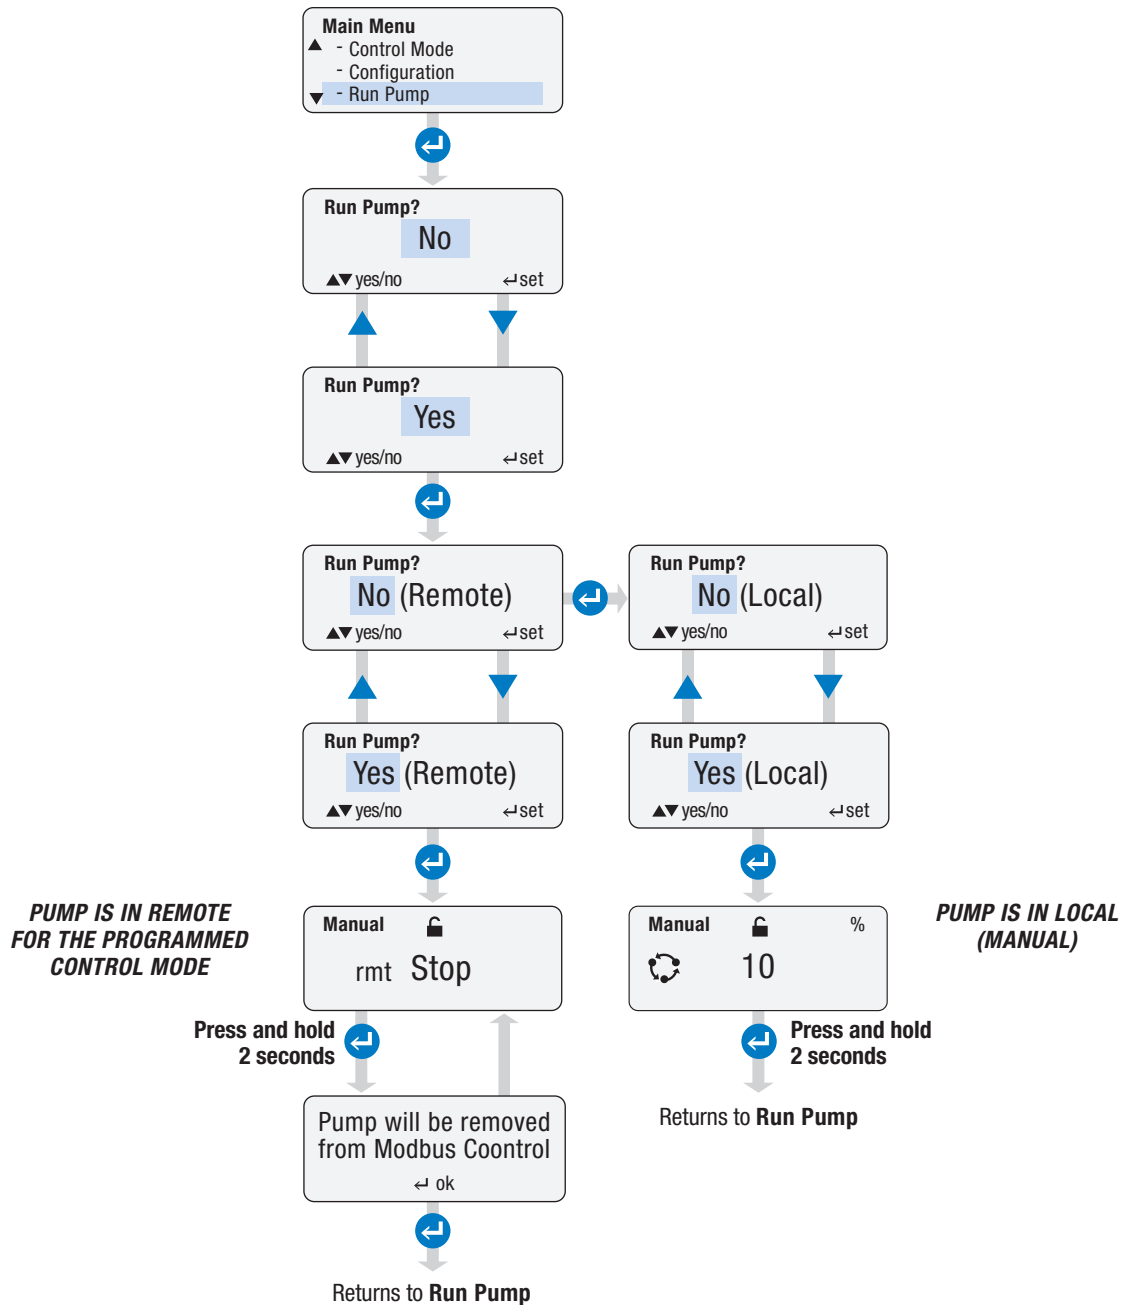 Main Menu
▲ - Control Mode
- Configuration
▼ - Run Pump
Run Pump?
No
▲▼ yes/no ↵ set
Run Pump?
Yes
▲▼ yes/no ↵ set
Run Pump?
No (Remote)
▲▼ yes/no ↵ set
Run Pump?
No (Local)
▲▼ yes/no ↵ set
Run Pump?
Yes (Remote)
▲▼ yes/no ↵ set
Run Pump?
Yes (Local)
▲▼ yes/no ↵ set
PUMP IS IN REMOTE
FOR THE PROGRAMMED
CONTROL MODE
Manual
rmt Stop
Manual %
10
PUMP IS IN LOCAL
(MANUAL)
Press and hold
2 seconds
Press and hold
2 seconds
Pump will be removed
from Modbus Coontrol
↵ ok
Returns to Run Pump
Returns to Run Pump